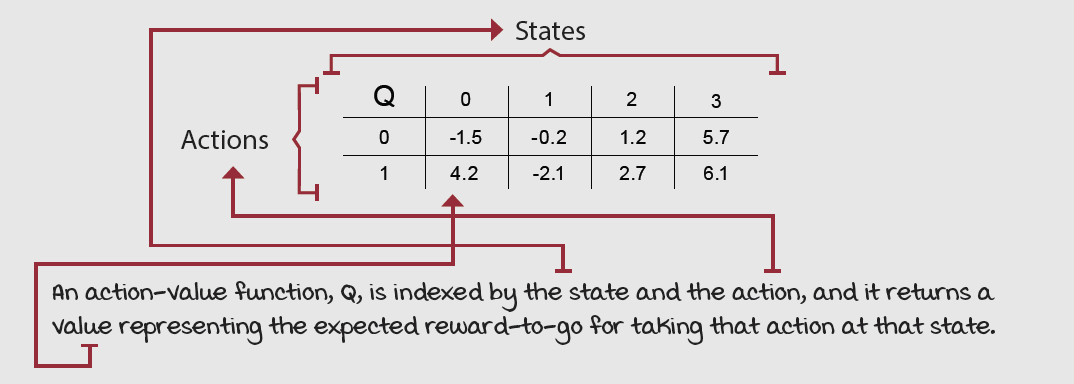 States
Actions
Q 0 1 2 3
0 -1.5 -0.2 1.2 5.7
1 4.2 -2.1 2.7 6.1
An action-value function, Q, is indexed by the state and the action, and it returns a
value representing the expected reward-to-go for taking that action at that state.